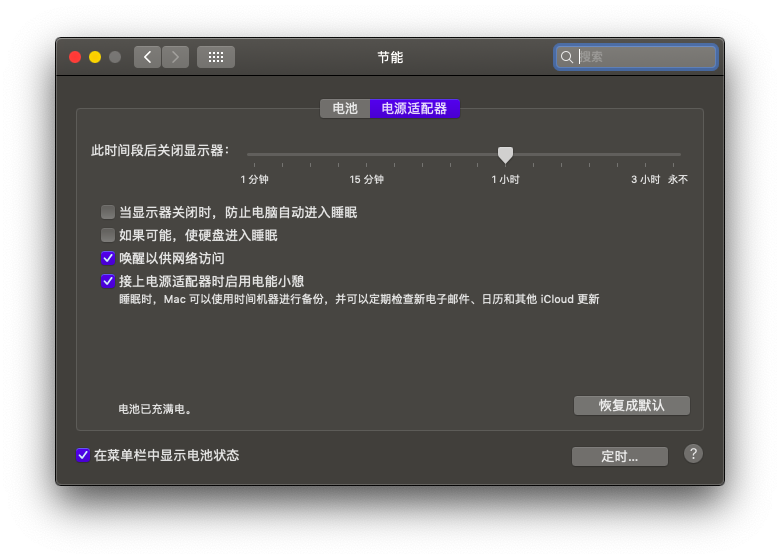 节能
搜索
电池 电源适配器
此时间段后关闭显示器：
1 分钟 15 分钟 1 小时 3 小时 永不
当显示器关闭时，防止电脑自动进入睡眠
如果可能，使硬盘进入睡眠
唤醒以供网络访问
接上电源适配器时启用电能小憩
睡眠时，Mac 可以使用时间机器进行备份，并可以定期检查新电子邮件、日历和其他 iCloud 更新
电池已充满电。
恢复成默认
在菜单栏中显示电池状态
定时...
?